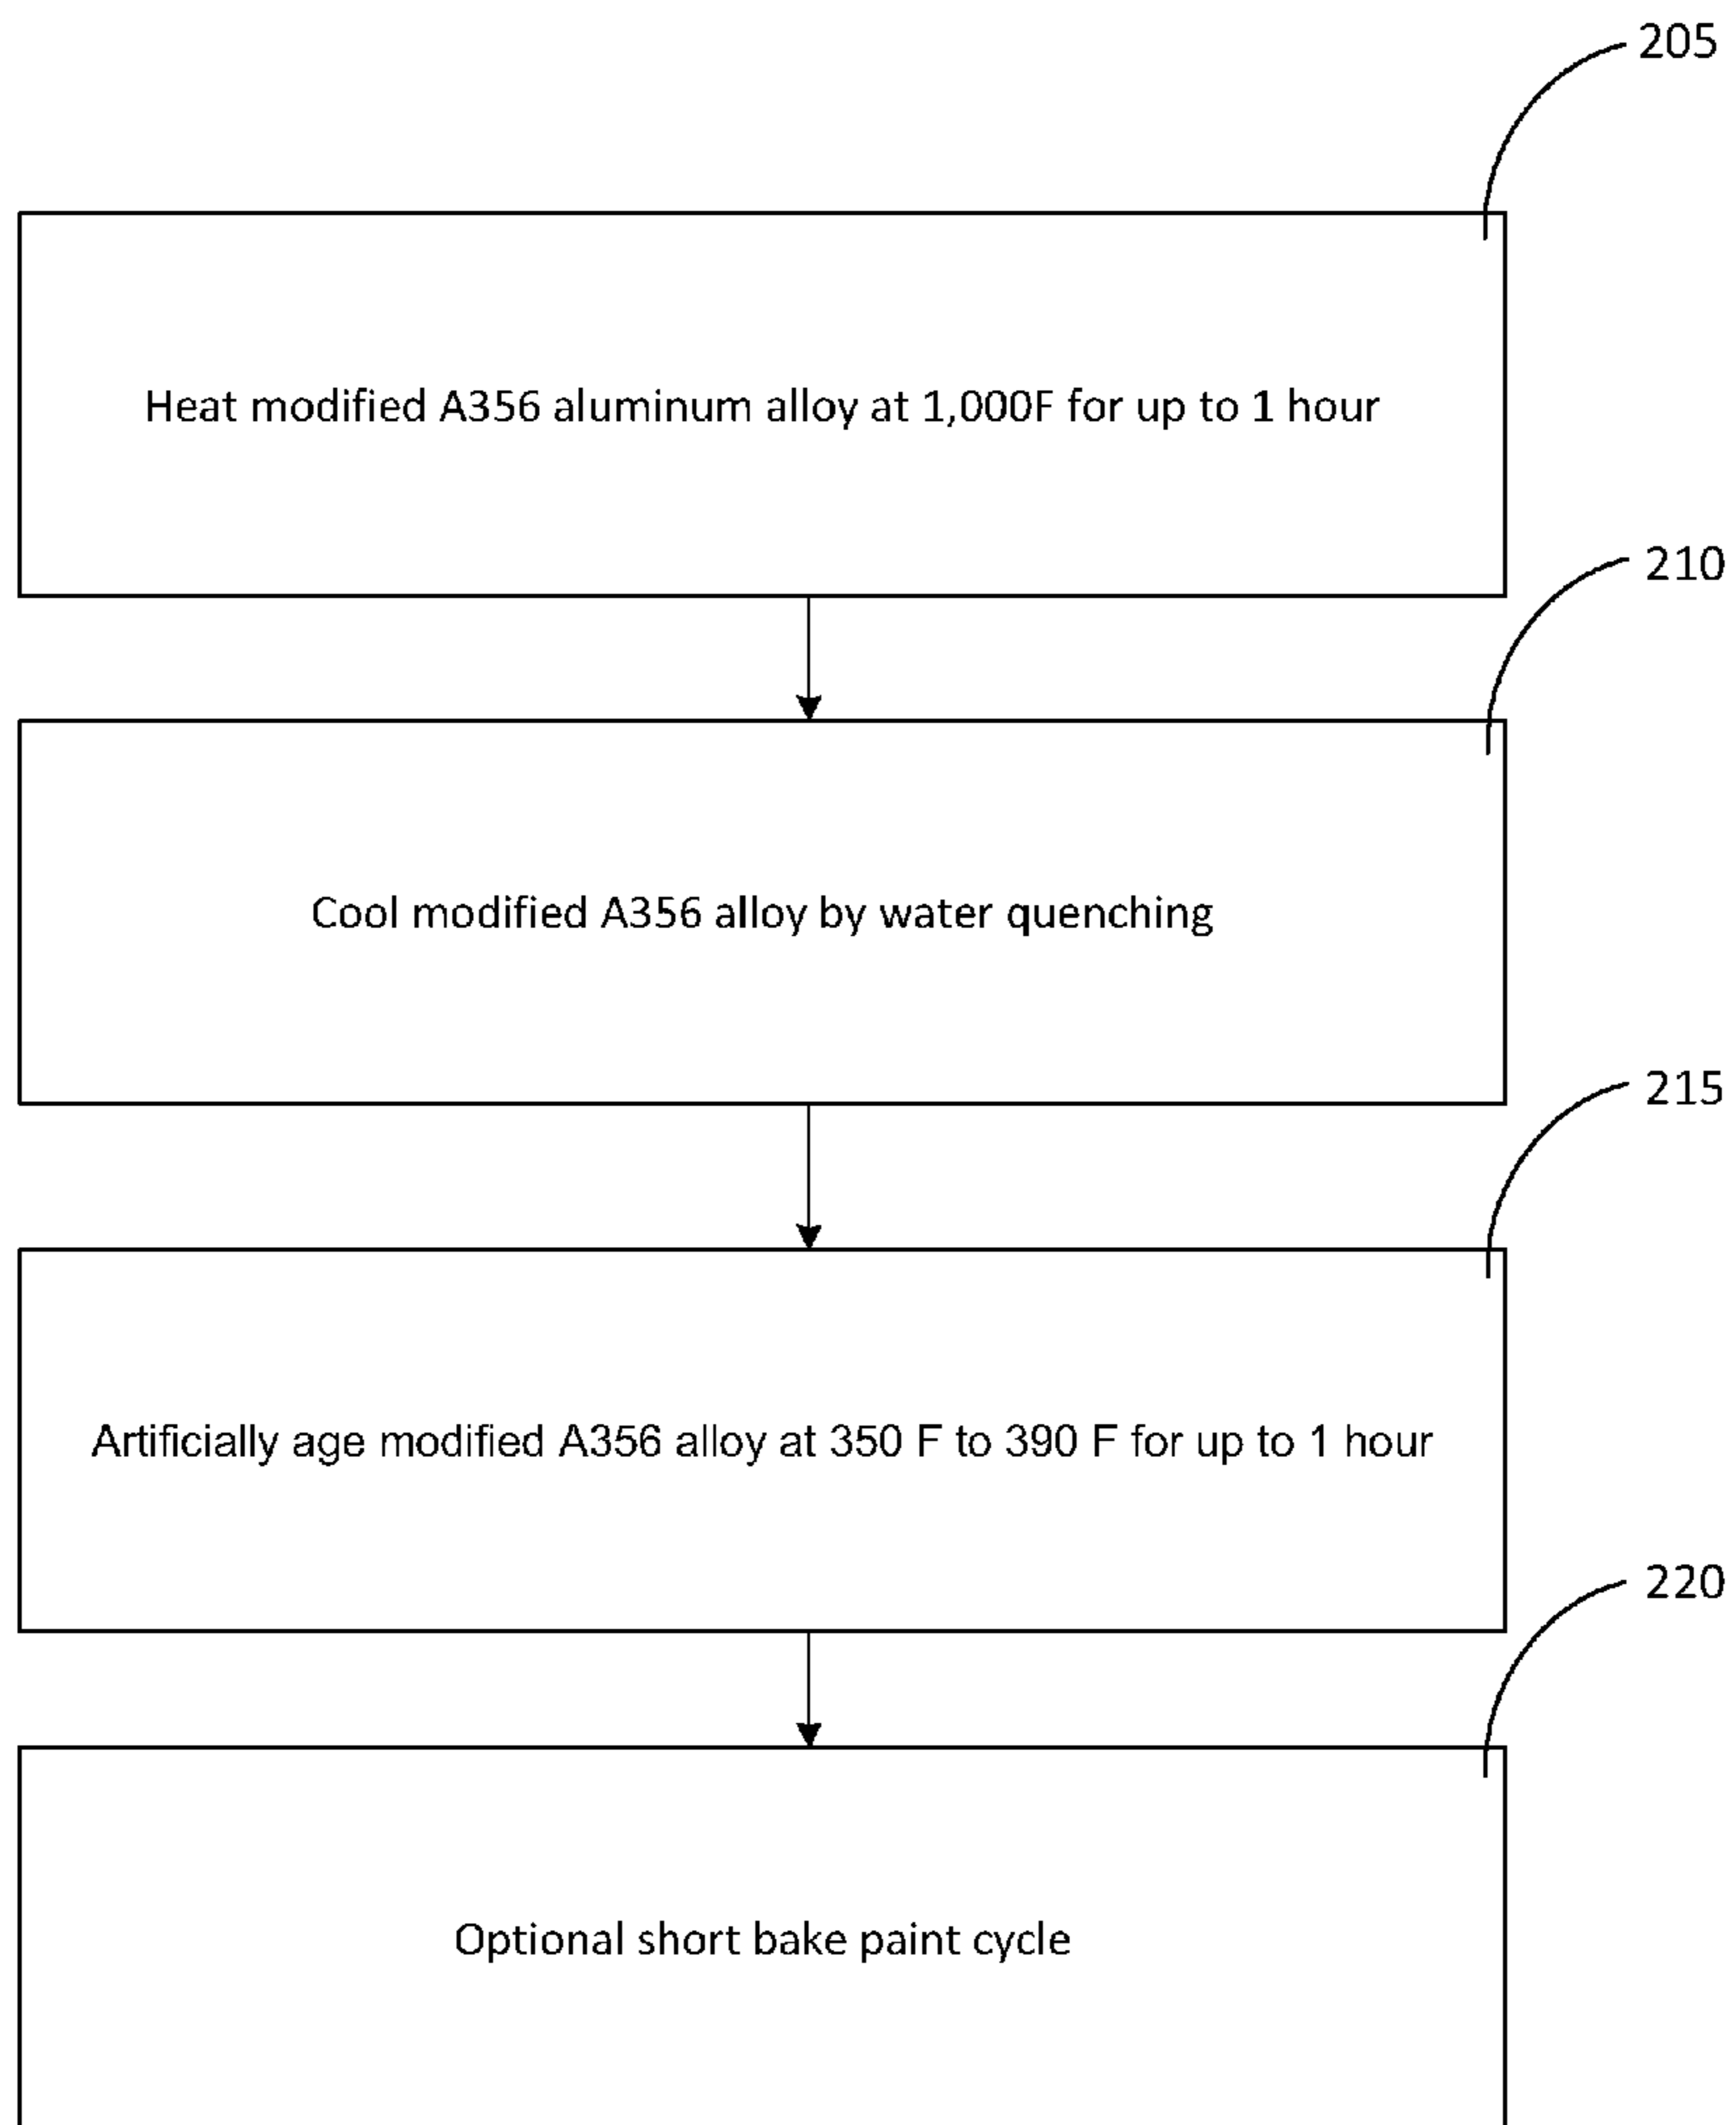 205
Heat modified A356 aluminum alloy at 1,000F for up to 1 hour
210
Cool modified A356 alloy by water quenching
215
Artificially age modified A356 alloy at 350 F to 390 F for up to 1 hour
220
Optional short bake paint cycle